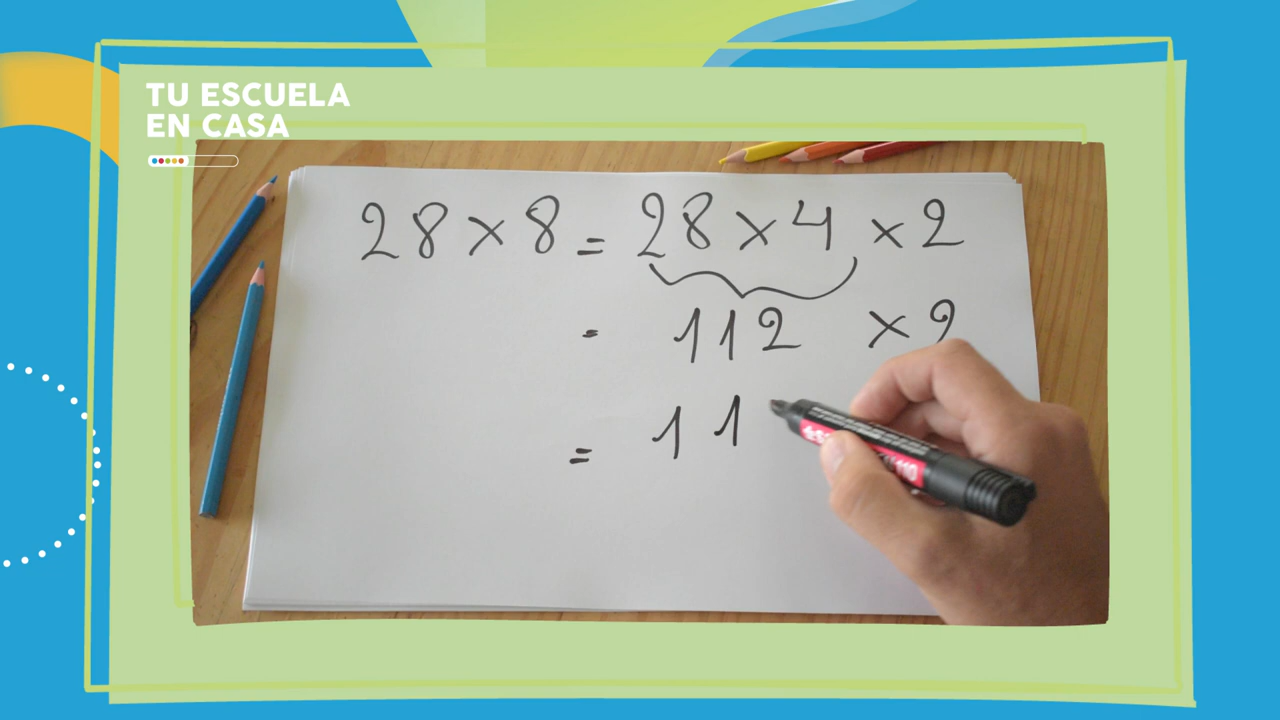 TU ESCUELA
EN CASA
28 × 8 = 28 × 4 × 2
= 112 × 2
= 11